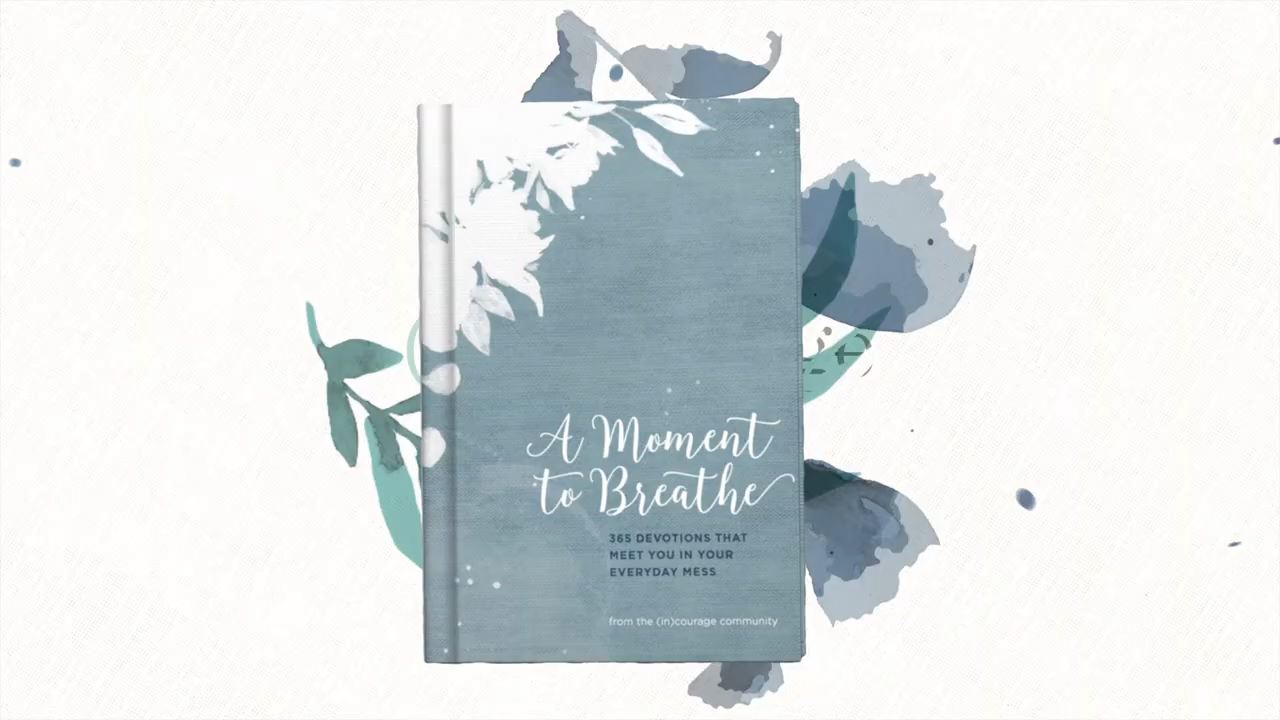 A Moment
to Breathe
365 DEVOTIONS THAT
MEET YOU IN YOUR
EVERYDAY MESS
from the (in)courage community